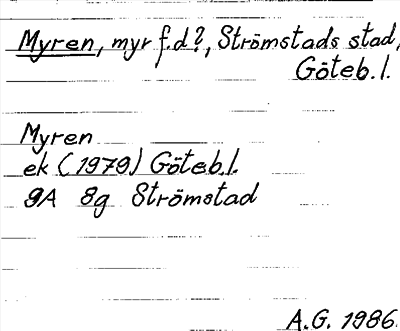 Myren, myr f.d?, Strömstads stad,
Göteb.l.
Myren
ek (1979) Göteb.l.
9A 8g Strömstad
A.G. 1986.